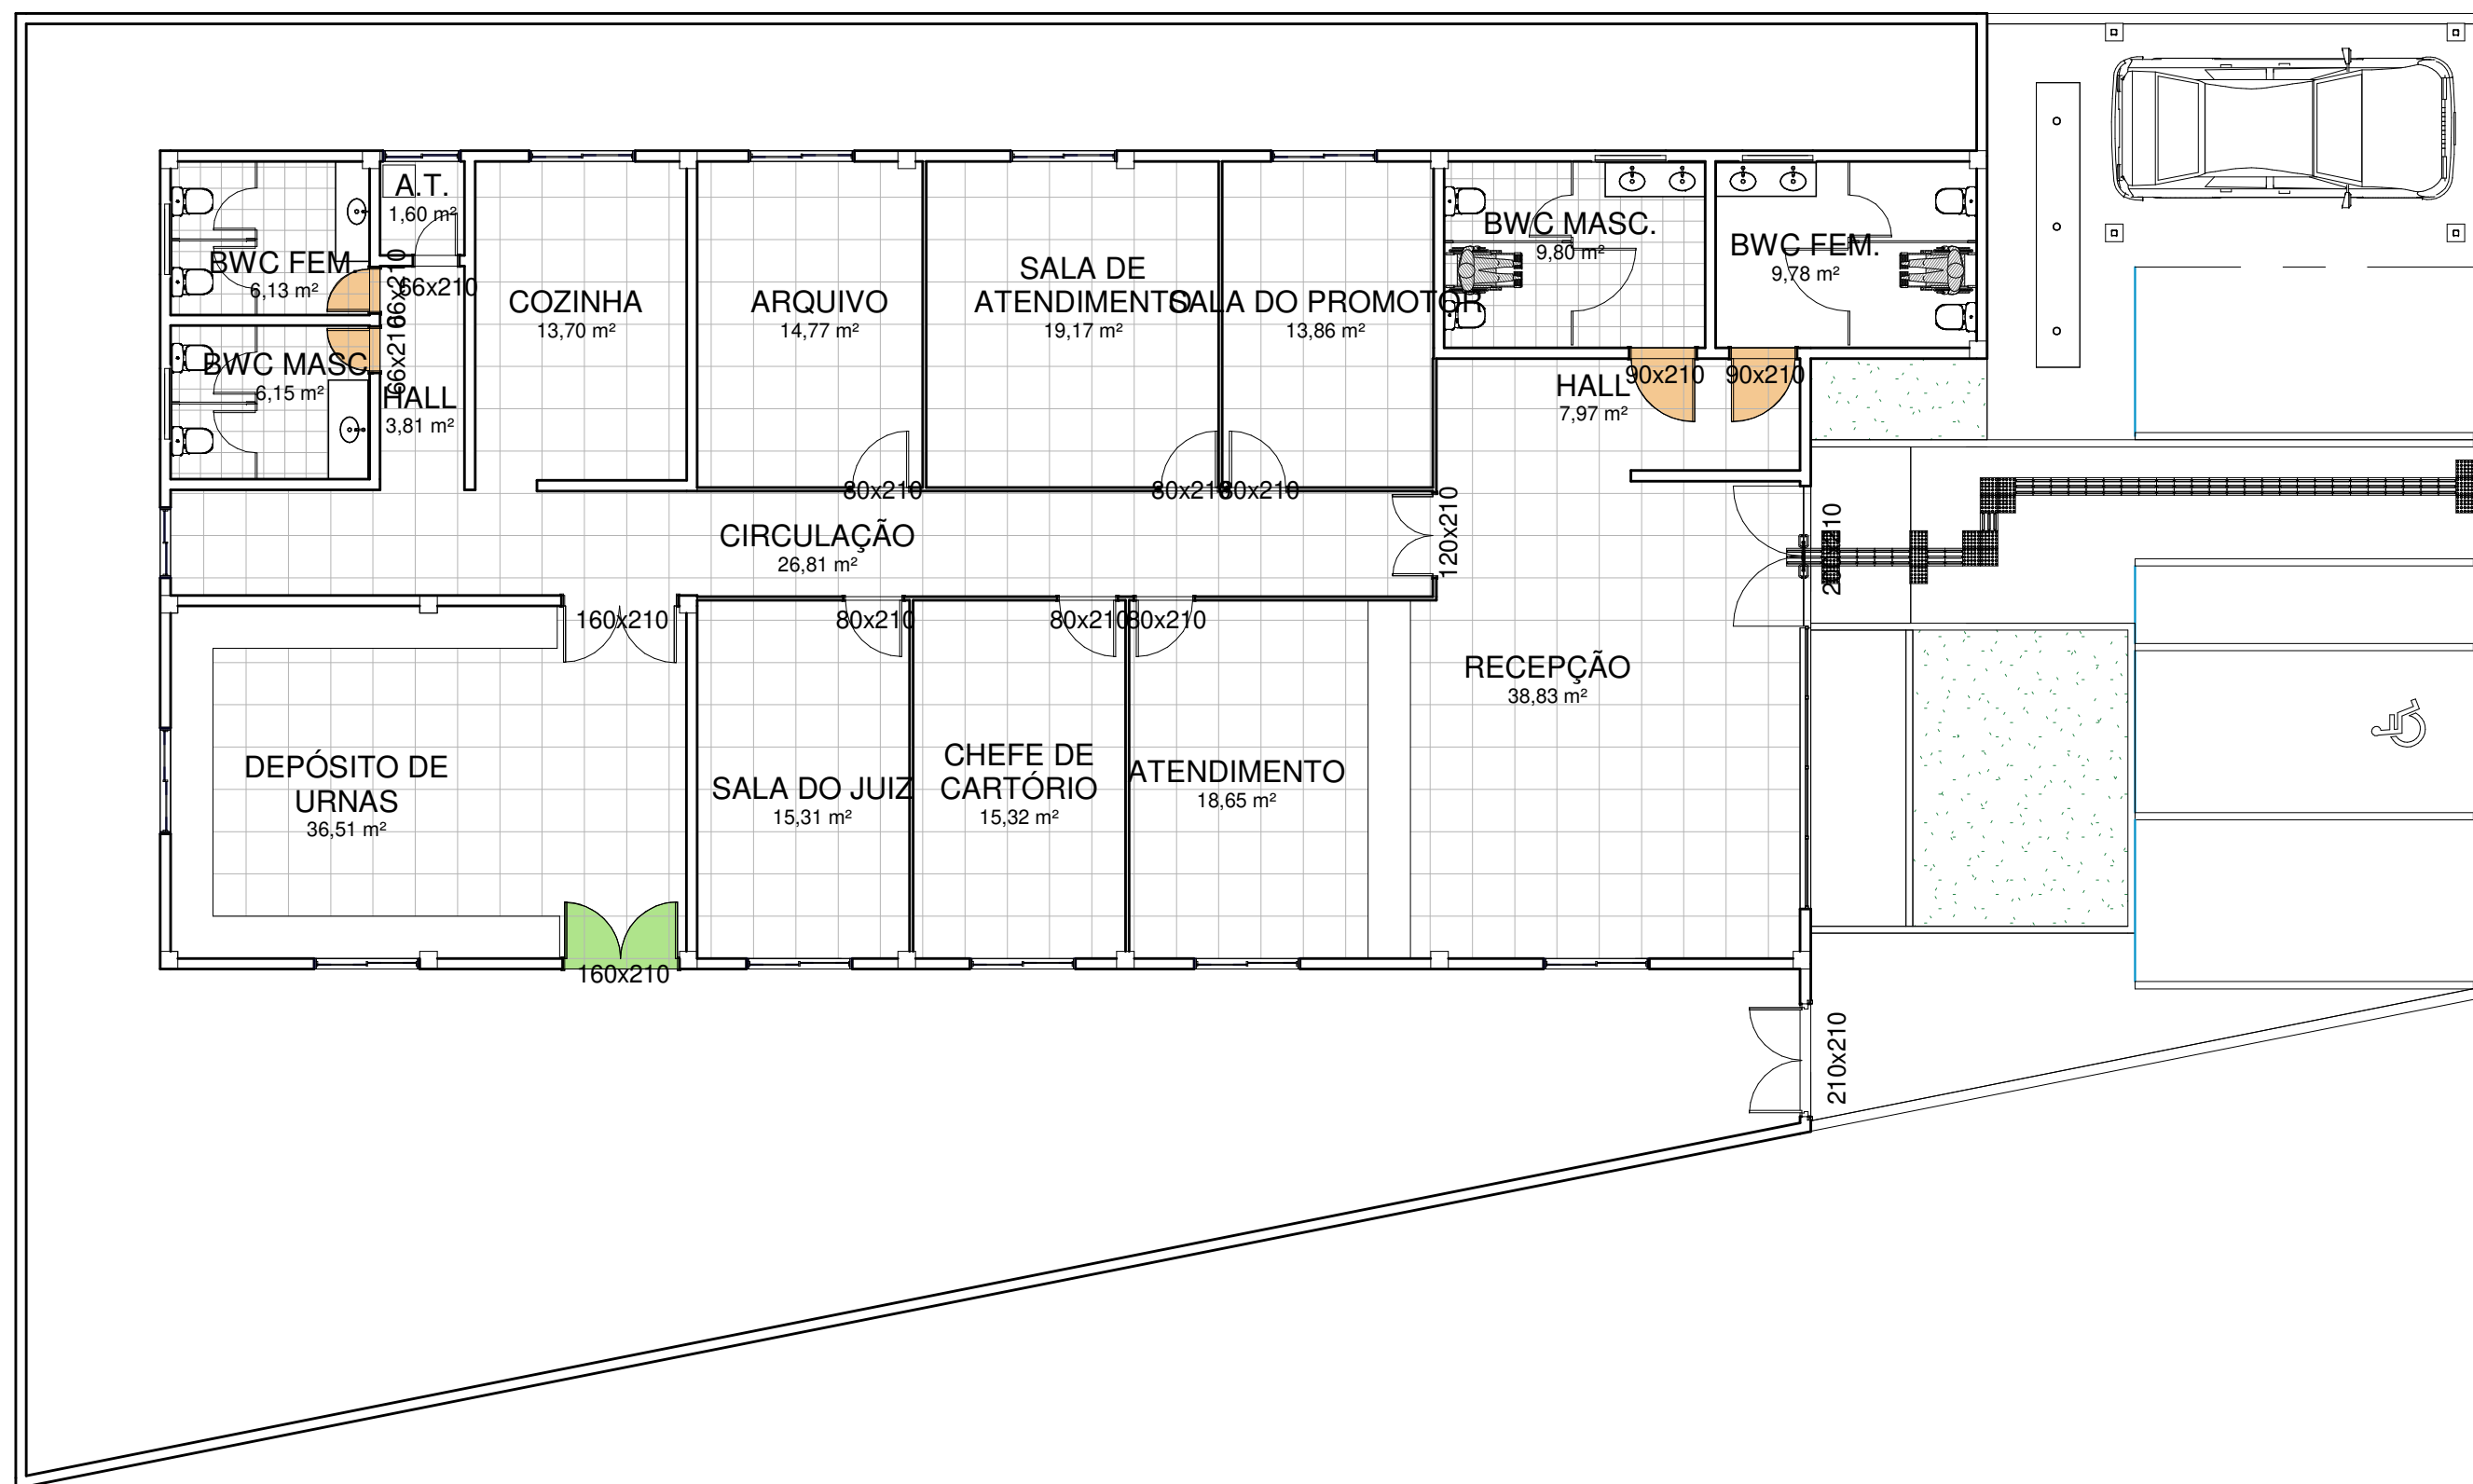 A.T.
1,60 m²
BWC FEM.
6,13 m²
66x210
66x210
66x210
BWC MASC.
6,15 m²
HALL
3,81 m²
COZINHA
13,70 m²
ARQUIVO
14,77 m²
SALA DE
ATENDIMENTO
19,17 m²
SALA DO PROMOTOR
13,86 m²
BWC MASC.
9,80 m²
BWC FEM.
9,78 m²
HALL
7,97 m²
90x210
90x210
80x210
80x210
80x210
120x210
CIRCULAÇÃO
26,81 m²
160x210
80x210
80x210
80x210
RECEPÇÃO
38,83 m²
DEPÓSITO DE
URNAS
36,51 m²
SALA DO JUIZ
15,31 m²
CHEFE DE
CARTÓRIO
15,32 m²
ATENDIMENTO
18,65 m²
160x210
210x210